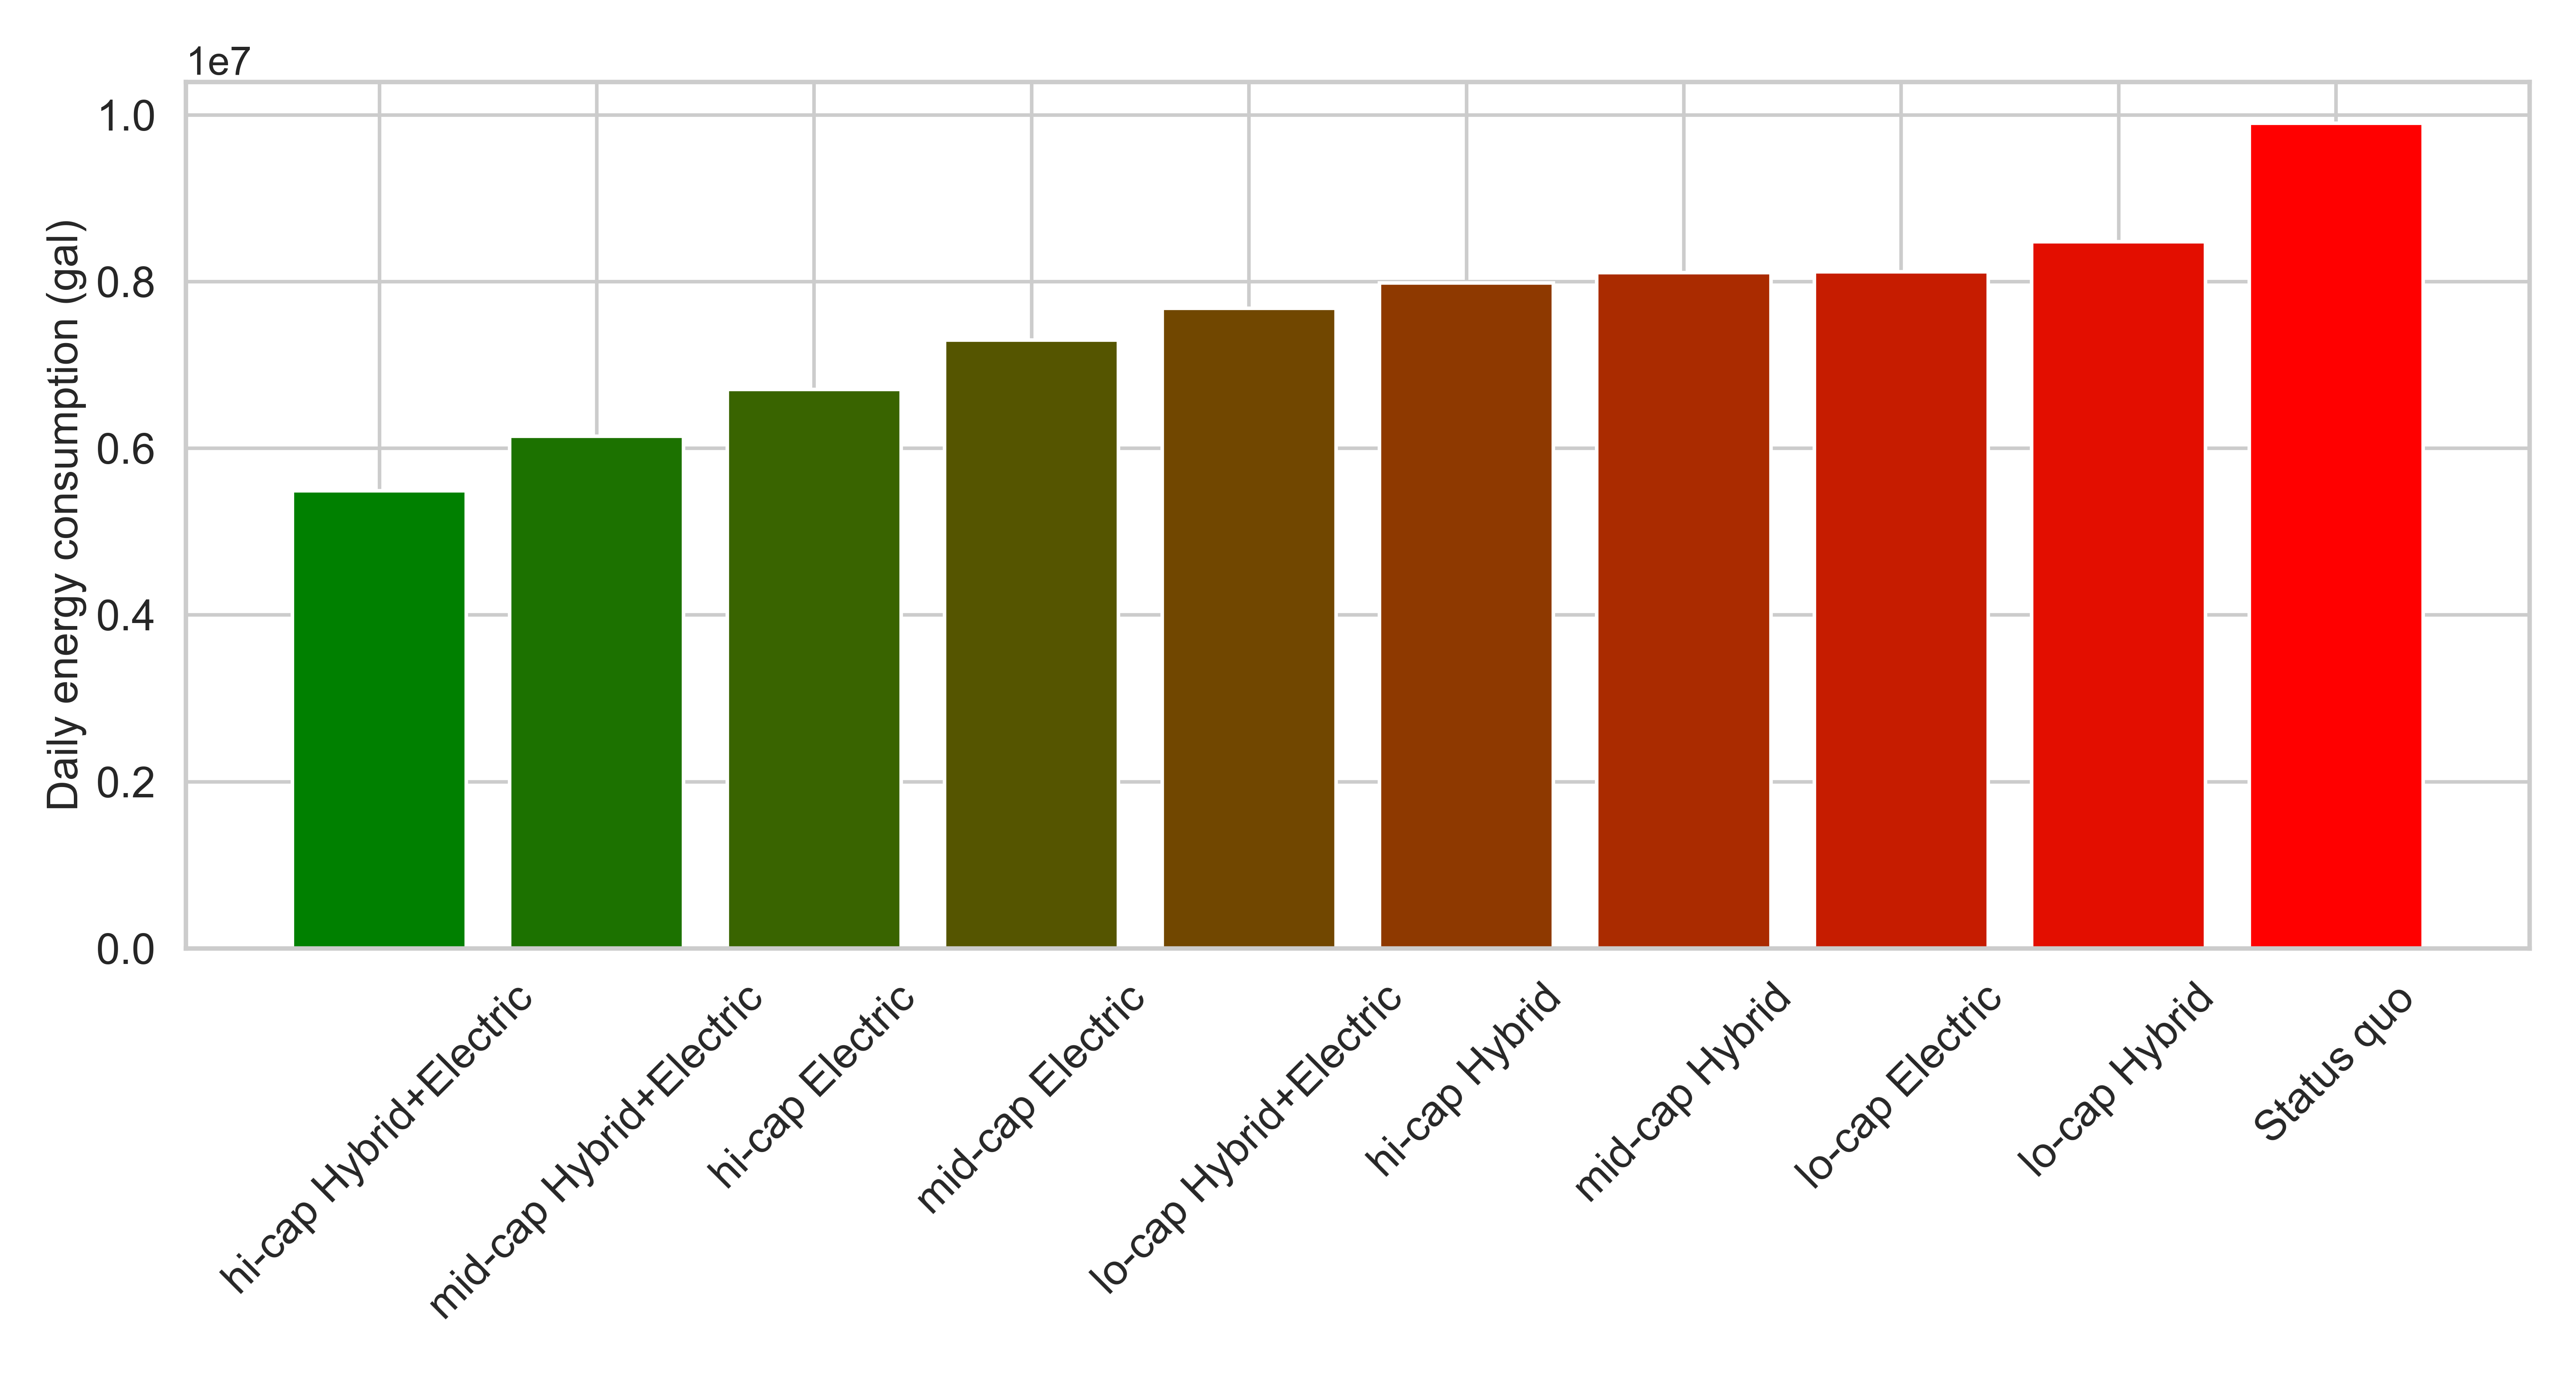 1e7
1.0
0.8
0.6
0.4
0.2
0.0
Daily energy consumption (gal)
hi-cap Hybrid+Electric
mid-cap Hybrid+Electric
hi-cap Electric
mid-cap Electric
lo-cap Hybrid+Electric
hi-cap Hybrid
mid-cap Hybrid
lo-cap Electric
lo-cap Hybrid
Status quo